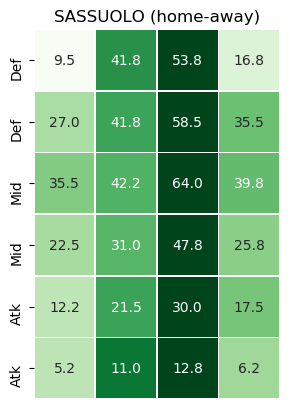 SASSUOLO (home-away)
Def 9.5 41.8 53.8 16.8
Def 27.0 41.8 58.5 35.5
Mid 35.5 42.2 64.0 39.8
Mid 22.5 31.0 47.8 25.8
Atk 12.2 21.5 30.0 17.5
Atk 5.2 11.0 12.8 6.2